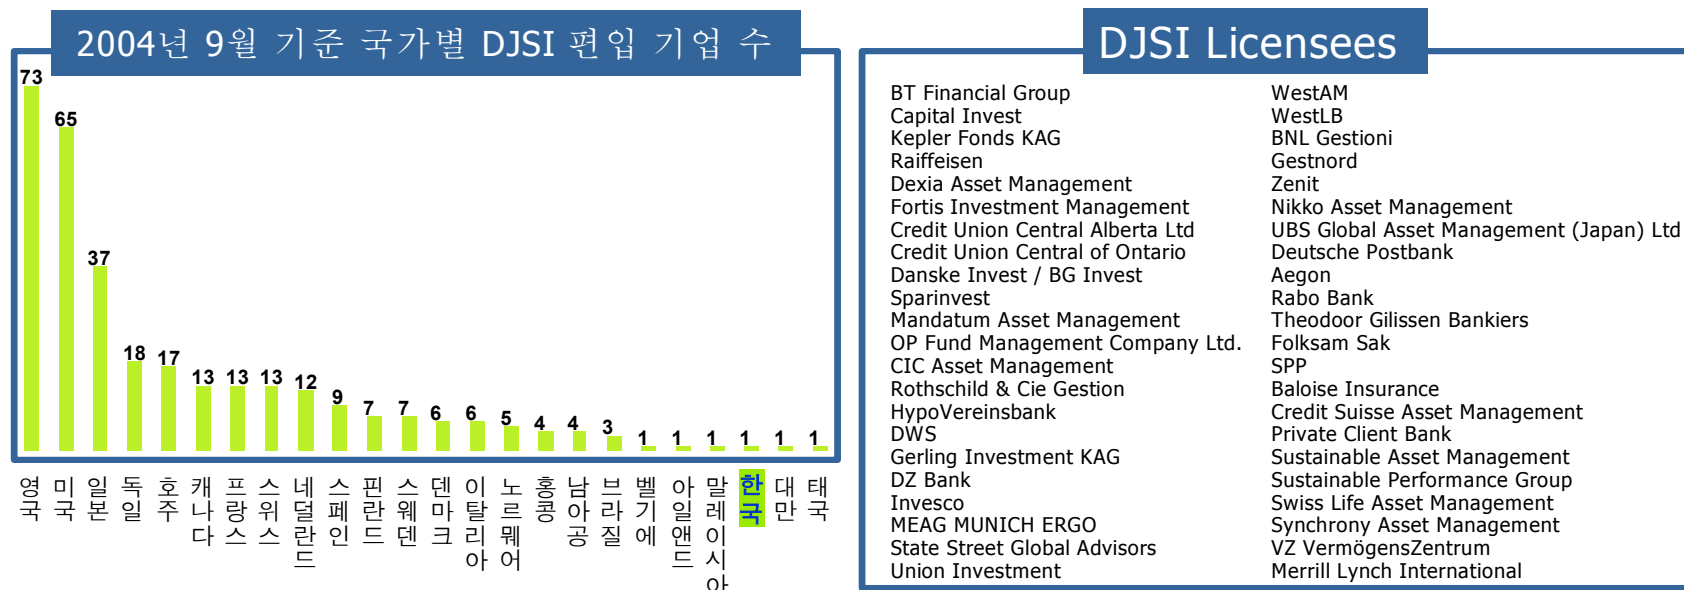 2004년 9월 기준 국가별 DJSI 편입 기업 수
73
65
37
18
17
13
13
13
12
9
7
7
6
6
5
4
4
3
1
1
1
1
1
1
영국
미국
일본
독일
호주
캐나다
프랑스
스위스
네덜란드
스페인
핀란드
스웨덴
덴마크
이탈리아
노르웨어
홍콩
남아공
브라질
벨기에
아일앤드
말레이시아
한국
대만
태국
DJSI Licensees
BT Financial Group
Capital Invest
Kepler Fonds KAG
Raiffeisen
Dexia Asset Management
Fortis Investment Management
Credit Union Central Alberta Ltd
Credit Union Central of Ontario
Danske Invest / BG Invest
Sparinvest
Mandatum Asset Management
OP Fund Management Company Ltd.
CIC Asset Management
Rothschild & Cie Gestion
HypoVereinsbank
DWS
Gerling Investment KAG
DZ Bank
Invesco
MEAG MUNICH ERGO
State Street Global Advisors
Union Investment
WestAM
WestLB
BNL Gestioni
Gestnord
Zenit
Nikko Asset Management
UBS Global Asset Management (Japan) Ltd
Deutsche Postbank
Aegon
Rabo Bank
Theodoor Gilissen Bankiers
Folksam Sak
SPP
Baloise Insurance
Credit Suisse Asset Management
Private Client Bank
Sustainable Asset Management
Sustainable Performance Group
Swiss Life Asset Management
Synchrony Asset Management
VZ VermögensZentrum
Merrill Lynch International